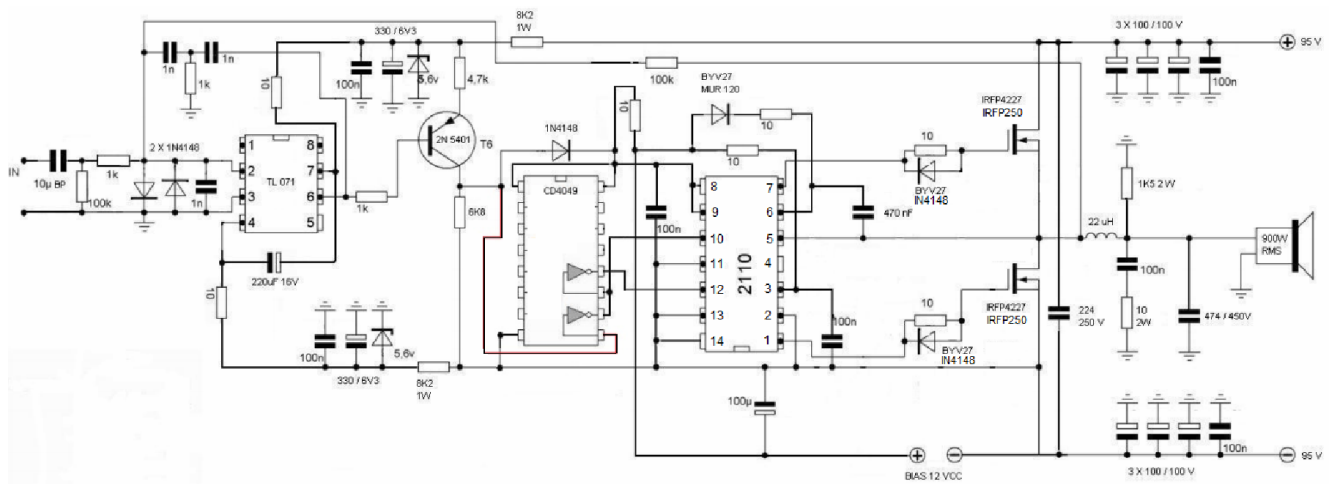 8K2
1W
330 / 6V3
3 X 100 / 100 V
95 V
1n
1n
1k
10
100n
5,6v
4,7k
100k
BYV27
MUR 120
100n
IRFP4227
IRFP250
10
10
1N4148
2N 5401
T6
10
10
2 X 1N4148
IN
10µ BP
1k
100k
1n
1 8
2 7
3 6
4 5
TL 071
1k
CD4049
6K8
100n
8 7
9 6
10 5
11 4
12 3
13 2
14 1
2110
BYV27
IN4148
470 nF
1K5 2 W
22 uH
900W
RMS
220uF 16V
10
100n
10
2W
474 / 450V
IRFP4227
IRFP250
10
224
250 V
100n
BYV27
IN4148
100n
5,6v
330 / 6V3
8K2
1W
100µ
BIAS 12 VCC
100n
3 X 100 / 100 V
95 V